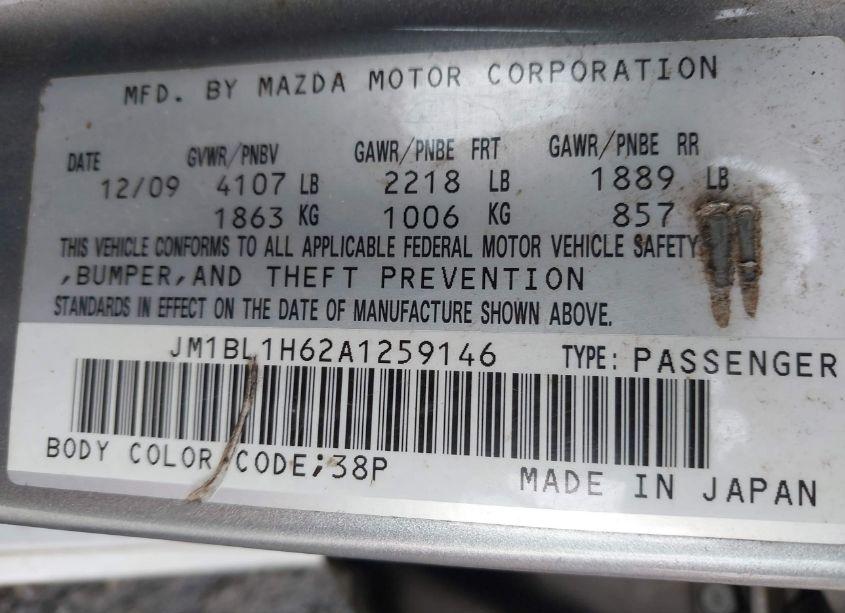 MFD. BY MAZDA MOTOR CORPORATION
DATE GVWR/PNBV GAWR/PNBE FRT GAWR/PNBE RR
12/09 4107 LB 2218 LB 1889 LB
1863 KG 1006 KG 857
THIS VEHICLE CONFORMS TO ALL APPLICABLE FEDERAL MOTOR VEHICLE SAFETY
,BUMPER,AND THEFT PREVENTION
STANDARDS IN EFFECT ON THE DATE OF MANUFACTURE SHOWN ABOVE.
JM1BL1H62A1259146 TYPE: PASSENGER
BODY COLOR CODE;38P
MADE IN JAPAN